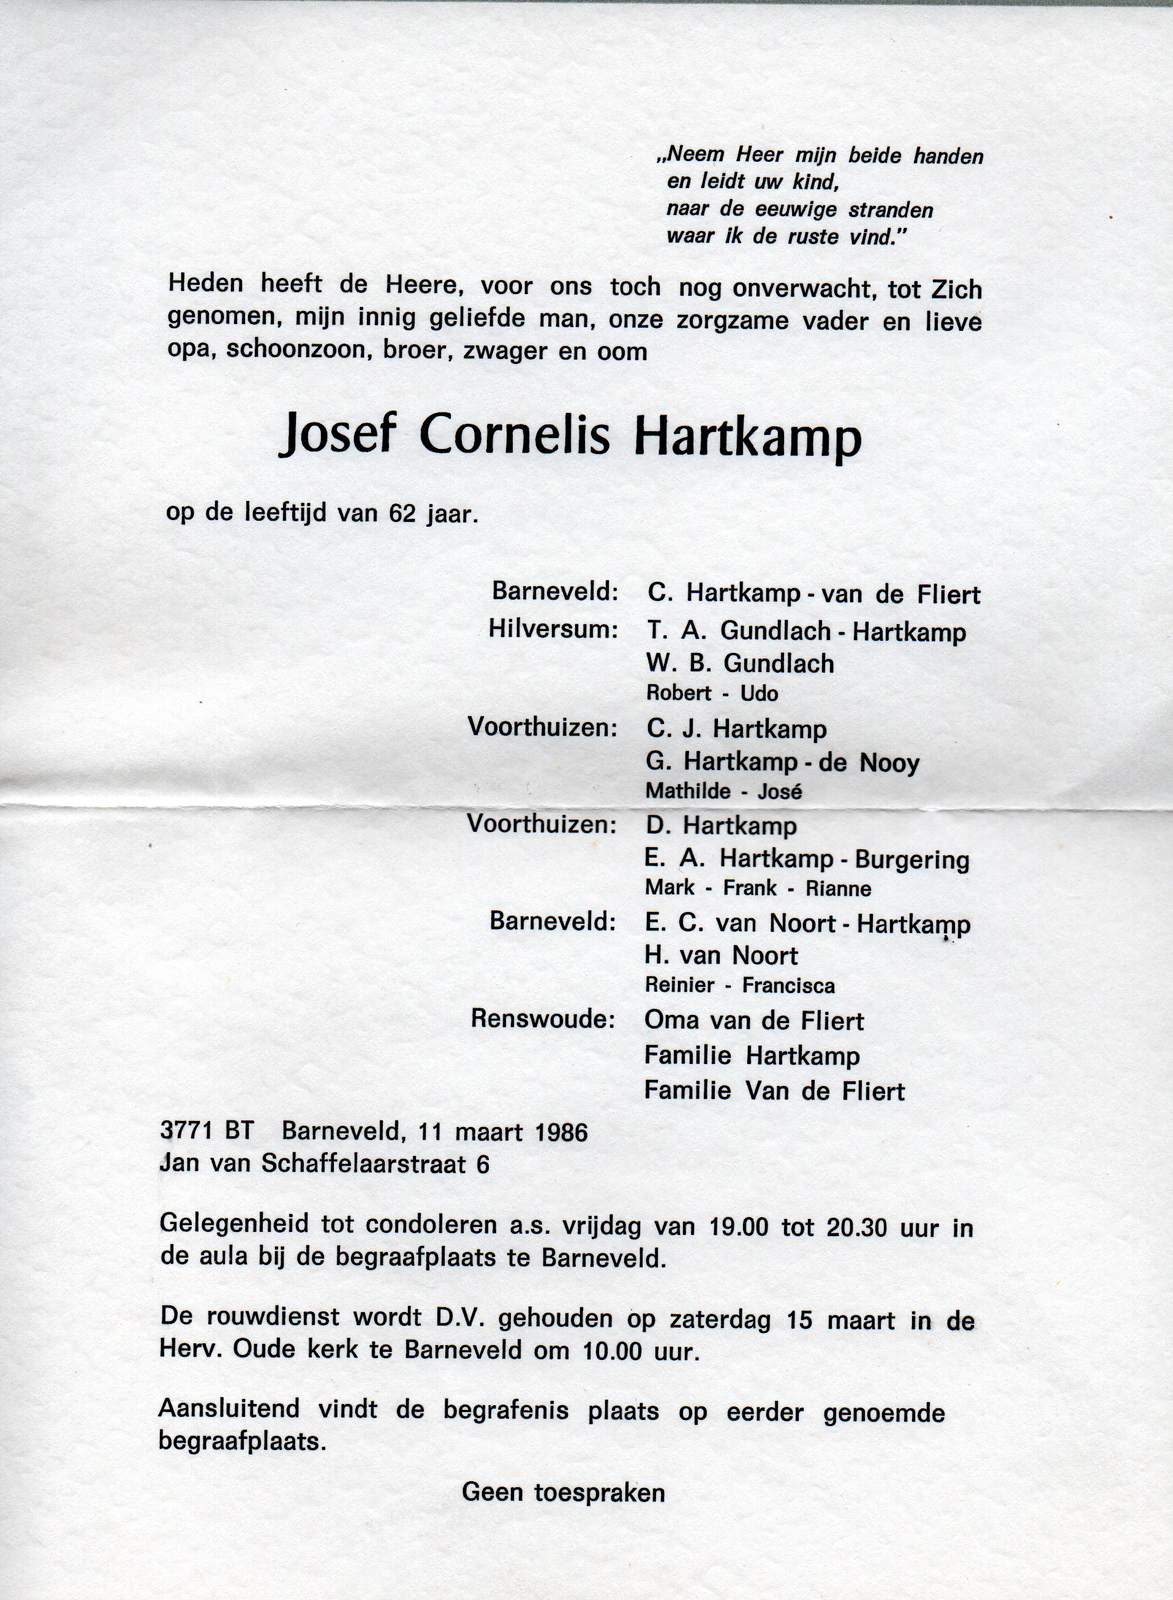 „Neem Heer mijn beide handen
en leidt uw kind,
naar de eeuwige stranden
waar ik de ruste vind.”
Heden heeft de Heere, voor ons toch nog onverwacht, tot Zich
genomen, mijn innig geliefde man, onze zorgzame vader en lieve
opa, schoonzoon, broer, zwager en oom
Josef Cornelis Hartkamp
op de leeftijd van 62 jaar.
Barneveld: C. Hartkamp - van de Fliert
Hilversum: T. A. Gundlach - Hartkamp
W. B. Gundlach
Robert - Udo
Voorthuizen: C. J. Hartkamp
G. Hartkamp - de Nooy
Mathilde - José
Voorthuizen: D. Hartkamp
E. A. Hartkamp - Burgering
Mark - Frank - Rianne
Barneveld: E. C. van Noort - Hartkamp
H. van Noort
Reinier - Francisca
Renswoude: Oma van de Fliert
Familie Hartkamp
Familie Van de Fliert
3771 BT Barneveld, 11 maart 1986
Jan van Schaffelaarstraat 6
Gelegenheid tot condoleren a.s. vrijdag van 19.00 tot 20.30 uur in
de aula bij de begraafplaats te Barneveld.
De rouwdienst wordt D.V. gehouden op zaterdag 15 maart in de
Herv. Oude kerk te Barneveld om 10.00 uur.
Aansluitend vindt de begrafenis plaats op eerder genoemde
begraafplaats.
Geen toespraken